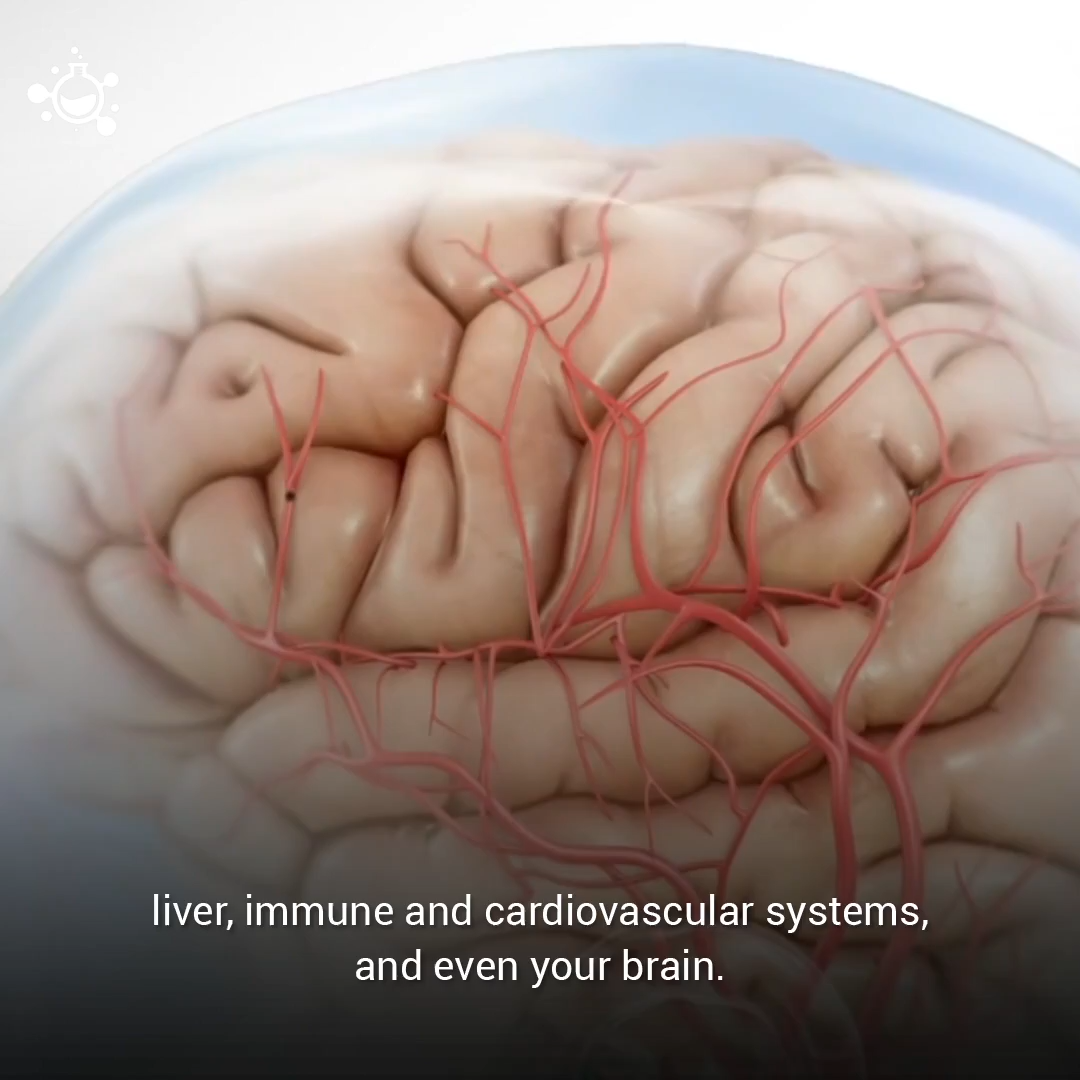 liver, immune and cardiovascular systems,
and even your brain.